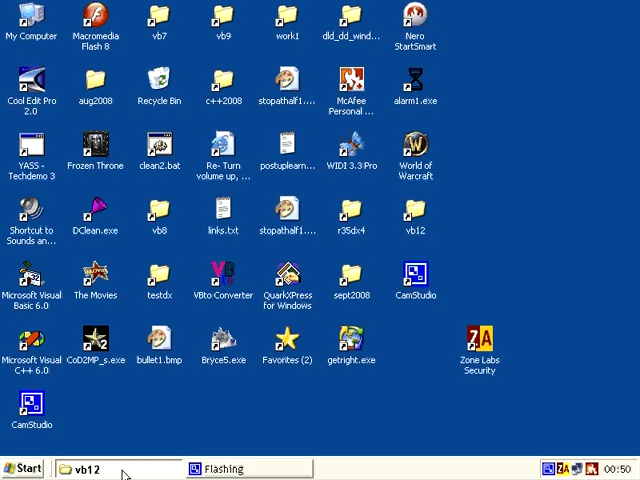 My Computer
Macromedia
Flash 8
vb7
vb9
work1
dld_dd_wind...
Nero
StartSmart
Cool Edit Pro
2.0
aug2008
Recycle Bin
c++2008
stopathalf1....
McAfee
Personal ...
alarm1.exe
YASS -
Techdemo 3
Frozen Throne
clean2.bat
Re- Turn
volume up, ...
postuplearn...
WIDI 3.3 Pro
World of
Warcraft
Shortcut to
Sounds an...
DClean.exe
vb8
links.txt
stopathalf1....
r35dx4
vb12
Microsoft Visual
Basic 6.0
The Movies
testdx
VBto Converter
QuarkXPress
for Windows
sept2008
CamStudio
Microsoft Visual
C++ 6.0
CoD2MP_s.exe
bullet1.bmp
Bryce5.exe
Favorites (2)
getright.exe
Zone Labs
Security
CamStudio
Start
vb12
Flashing
00:50